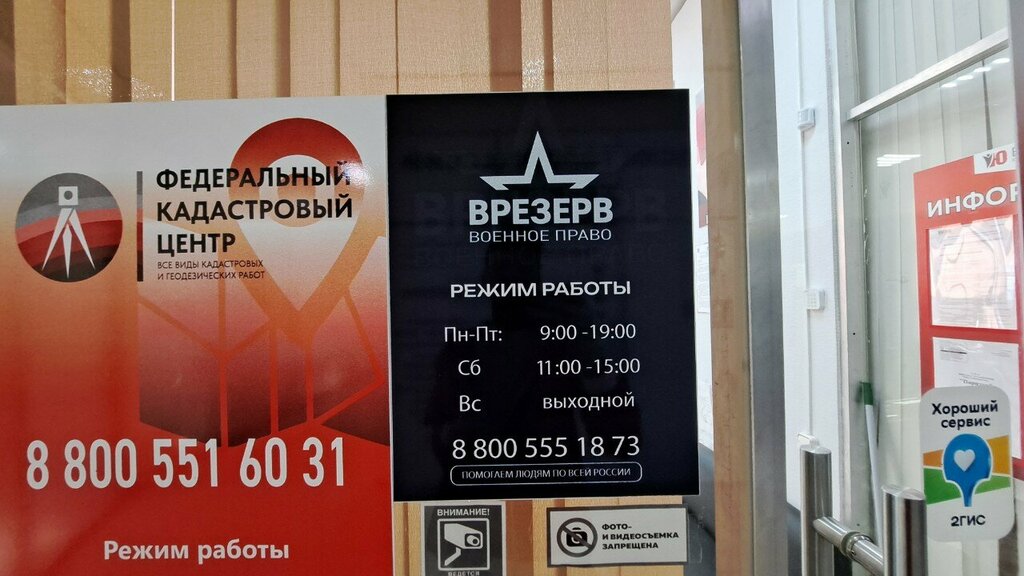 ФЕДЕРАЛЬНЫЙ
КАДАСТРОВЫЙ
ЦЕНТР
ВСЕ ВИДЫ КАДАСТРОВЫХ
И ГЕОДЕЗИЧЕСКИХ РАБОТ
8 800 551 60 31
Режим работы
ВРЕЗЕРВ
ВОЕННОЕ ПРАВО
РЕЖИМ РАБОТЫ
Пн-Пт: 9:00 -19:00
Сб 11:00 -15:00
Вс выходной
8 800 555 18 73
ПОМОГАЕМ ЛЮДЯМ ПО ВСЕЙ РОССИИ
ВНИМАНИЕ!
ВЕДЕТСЯ
ФОТО-
И ВИДЕОСЪЕМКА
ЗАПРЕЩЕНА
ИНФОР
Хороший
сервис
2ГИС